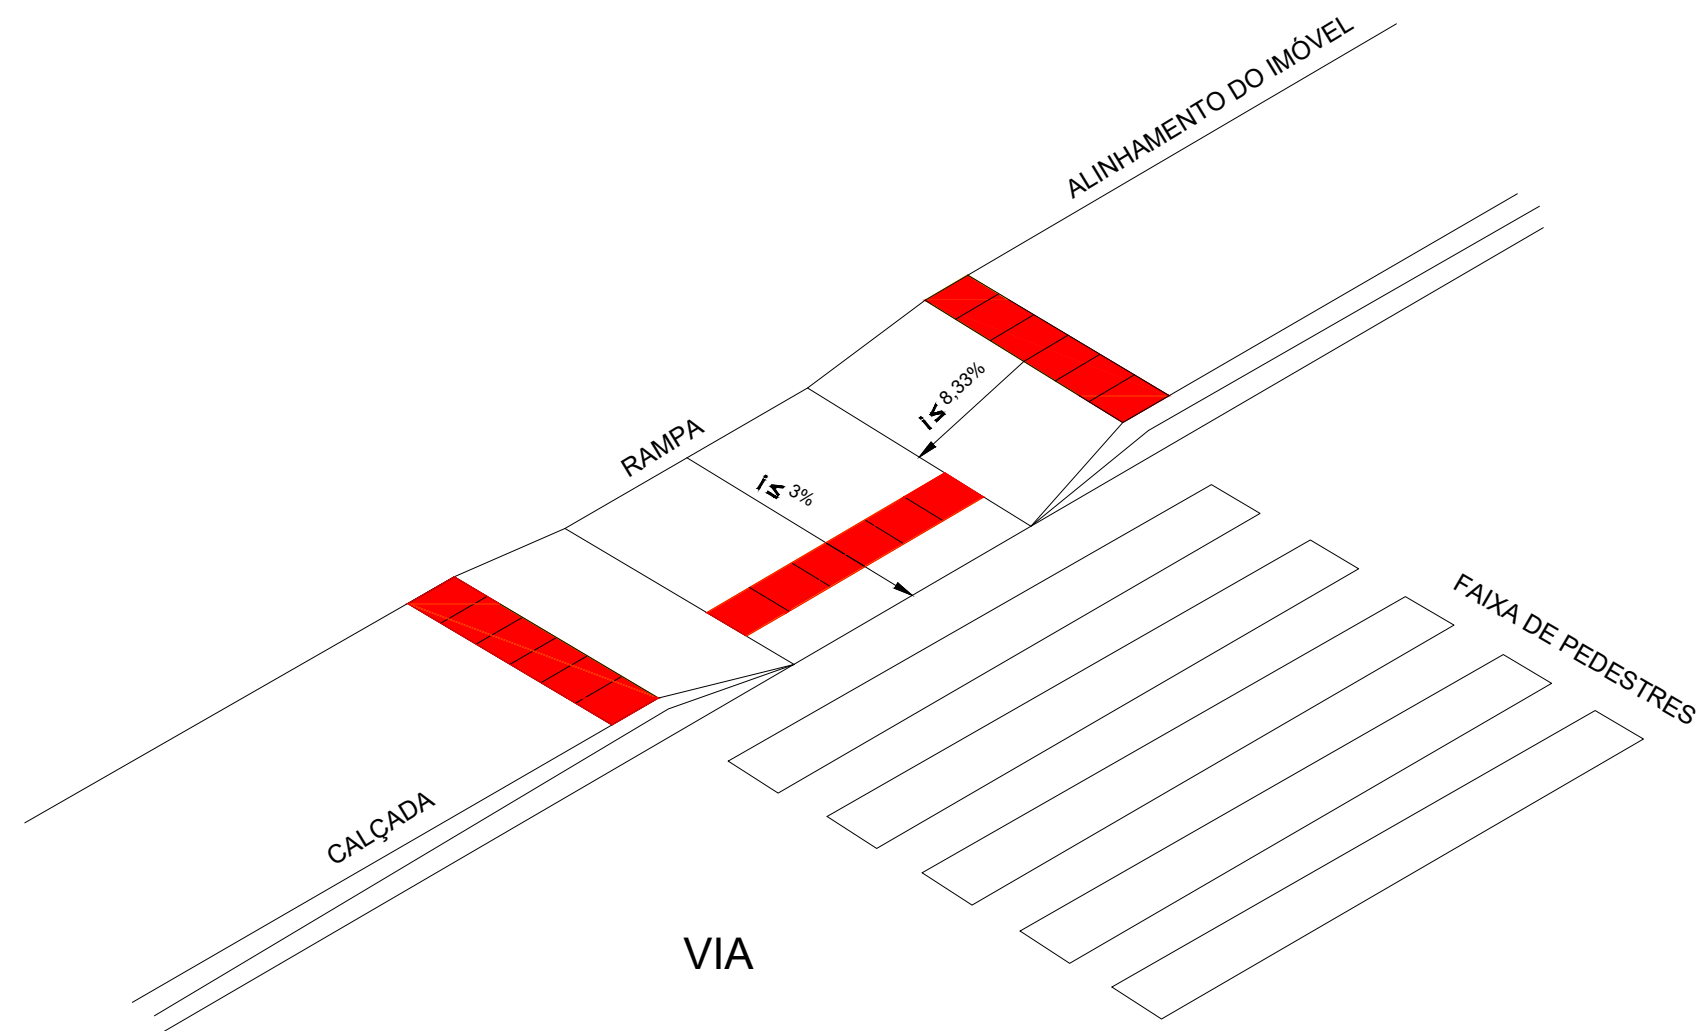 ALINHAMENTO DO IMÓVEL
i ≤ 8,33%
RAMPA
i ≤ 3%
FAIXA DE PEDESTRES
CALÇADA
VIA